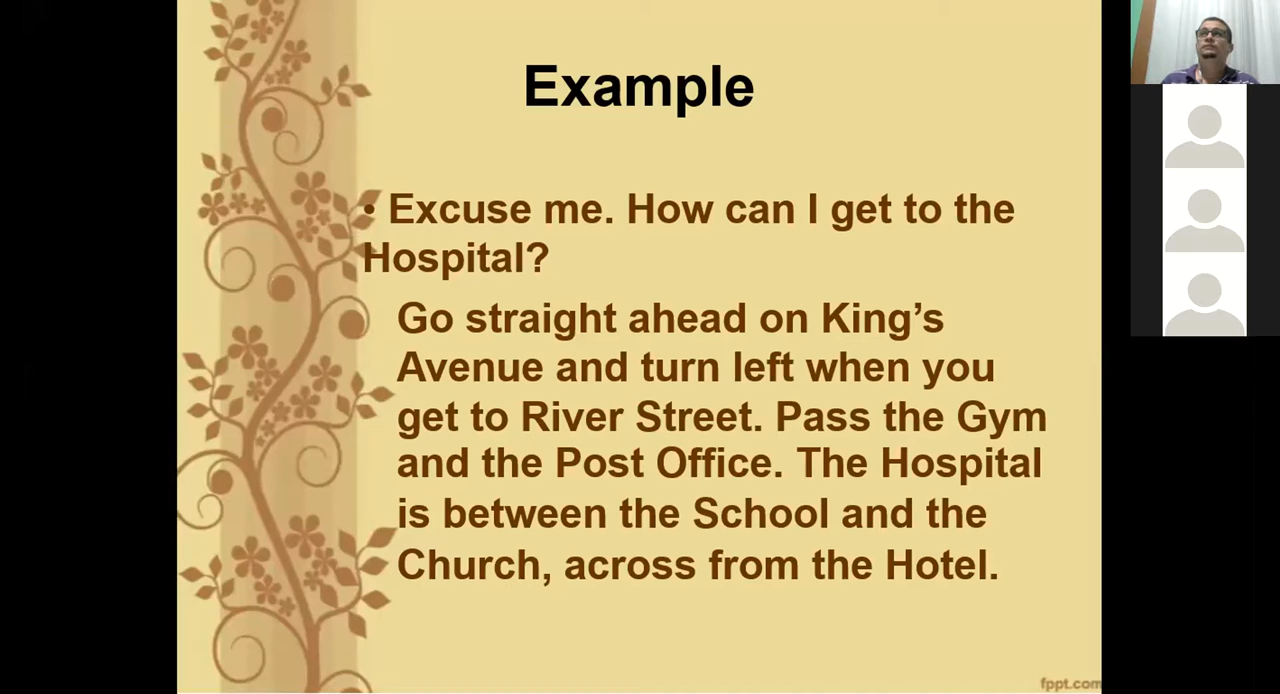 Example
• Excuse me. How can I get to the
Hospital?
Go straight ahead on King’s
Avenue and turn left when you
get to River Street. Pass the Gym
and the Post Office. The Hospital
is between the School and the
Church, across from the Hotel.
fppt.com